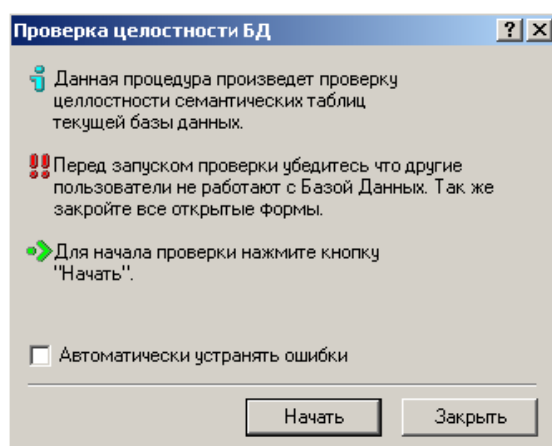 Проверка целостности БД
Данная процедура произведет проверку
целлостности семантических таблиц
текущей базы данных.
Перед запуском проверки убедитесь что другие
пользователи не работают с Базой Данных. Так же
закройте все открытые формы.
Для начала проверки нажмите кнопку
"Начать".
Автоматически устранять ошибки
Начать Закрыть